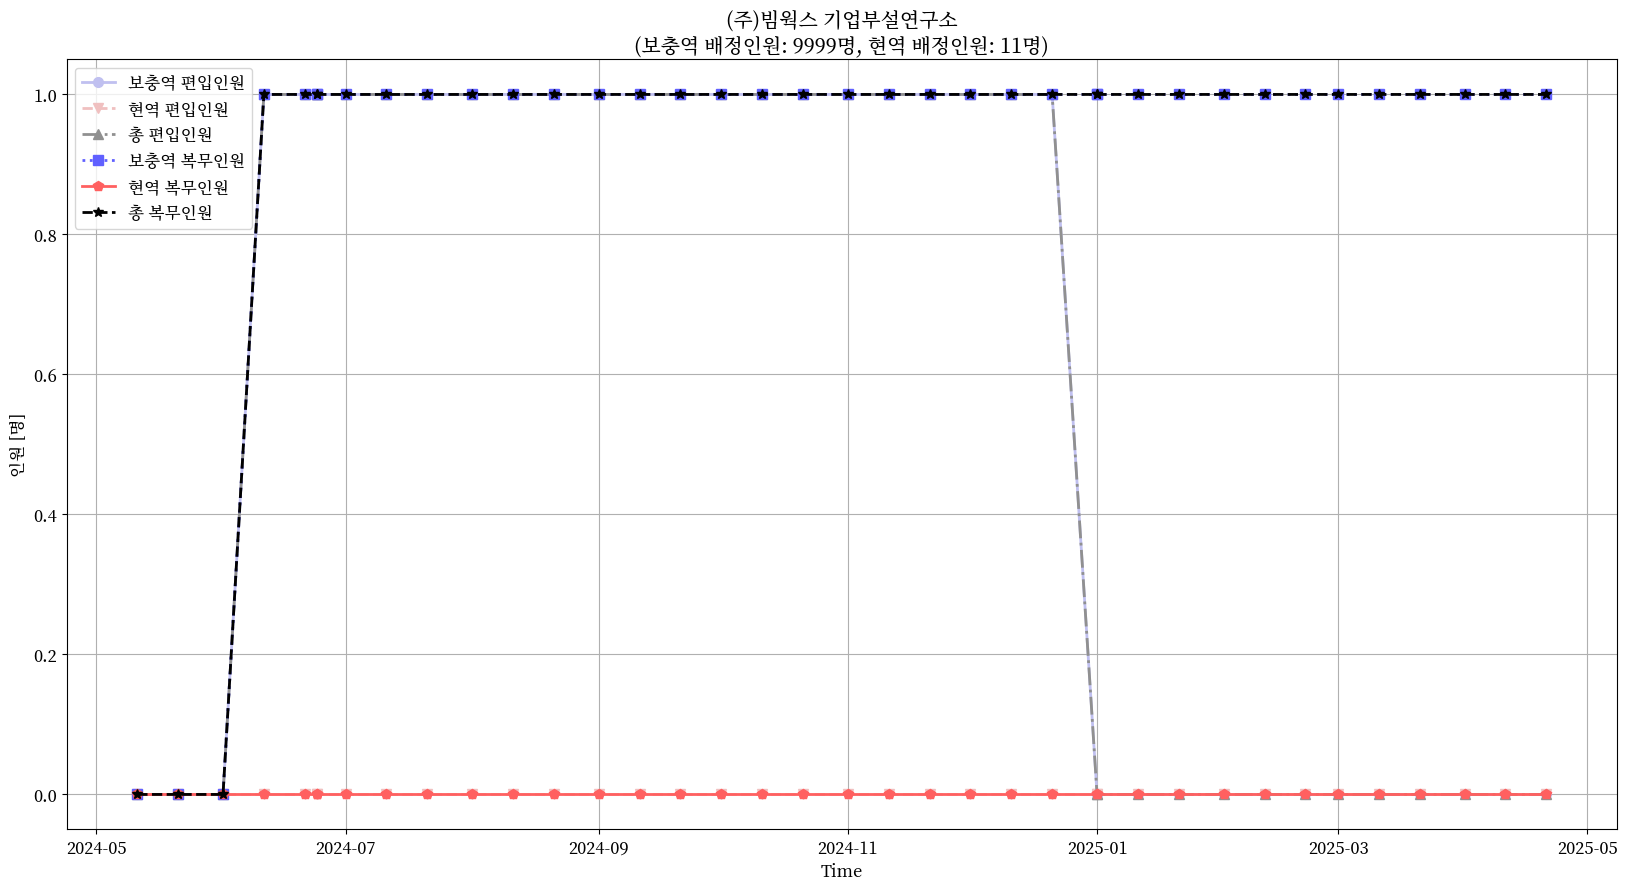 (주)빔웍스 기업부설연구소
(보충역 배정인원: 9999명, 현역 배정인원: 11명)
보충역 편입인원
현역 편입인원
총 편입인원
보충역 복무인원
현역 복무인원
총 복무인원
1.0
0.8
0.6
0.4
0.2
0.0
인원 [명]
2024-05
2024-07
2024-09
2024-11
2025-01
2025-03
2025-05
Time